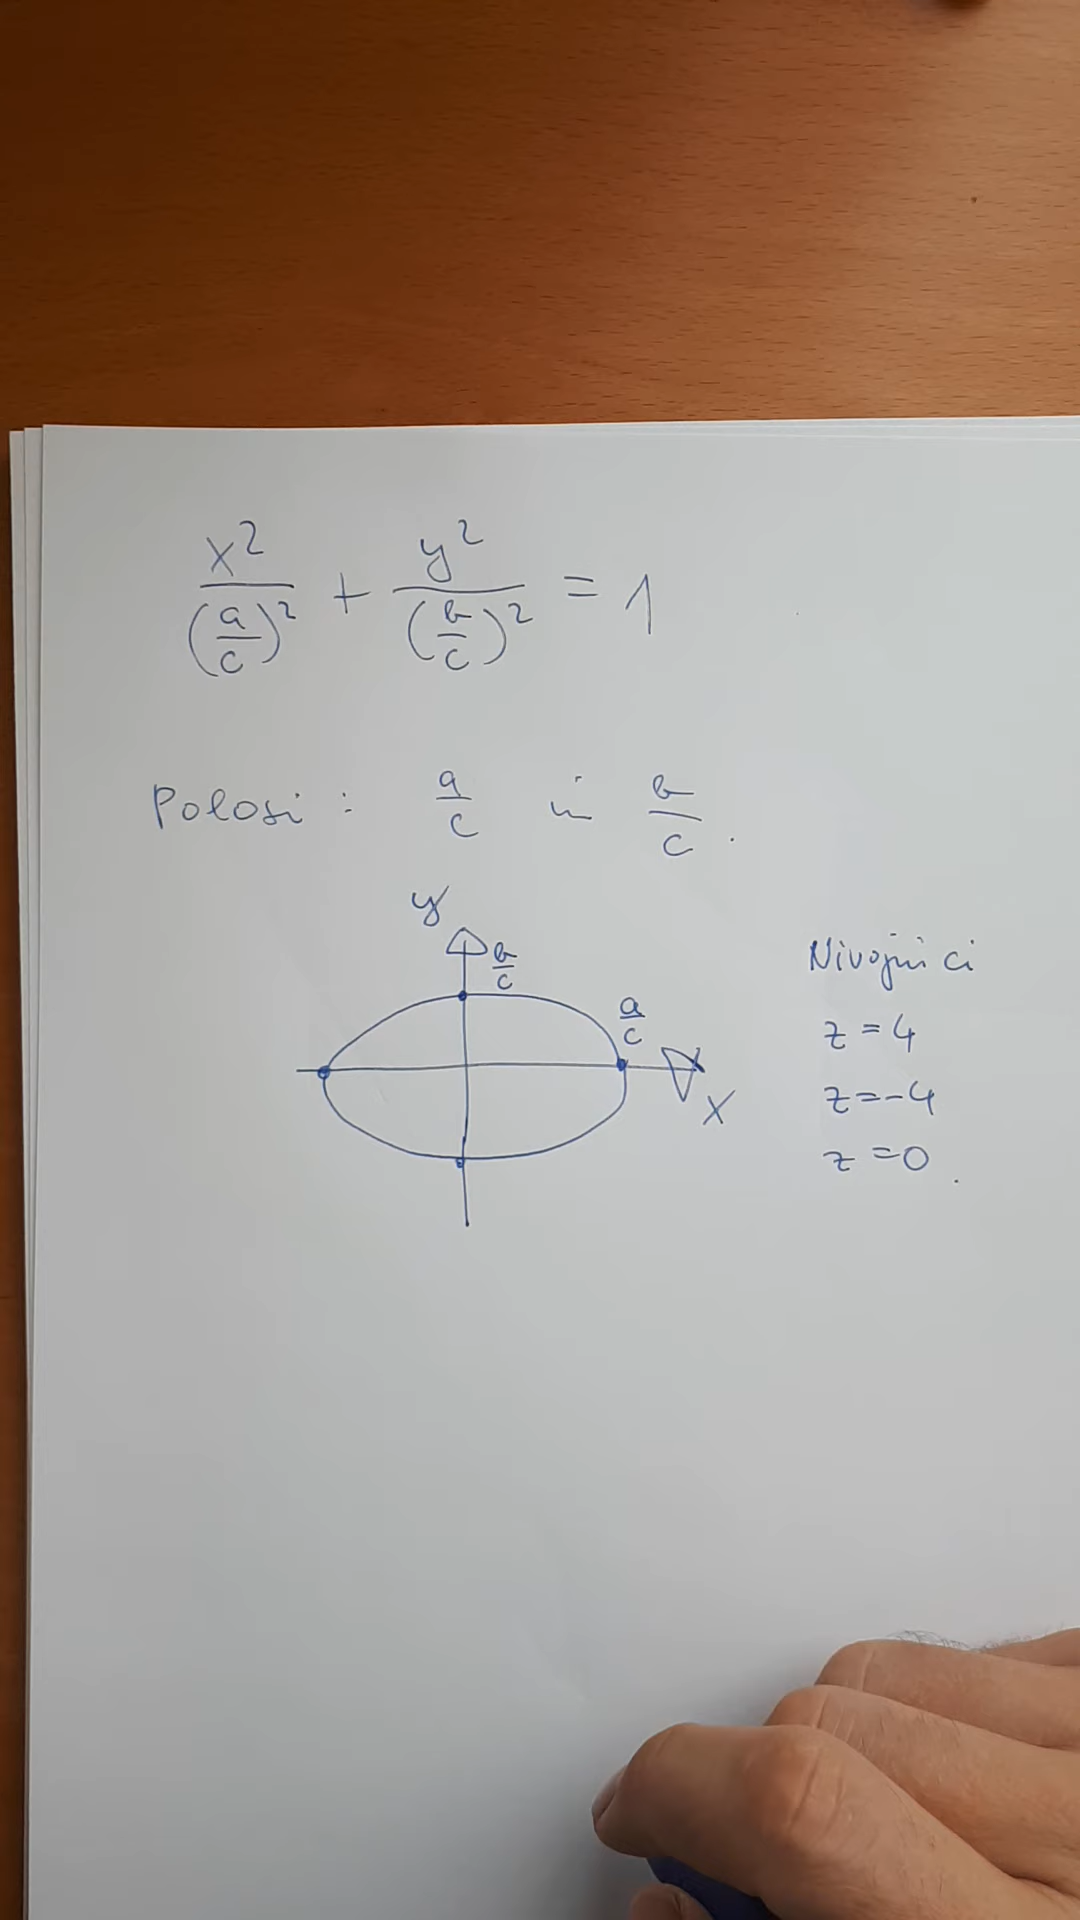 x²/(a/c)² + y²/(b/c)² = 1
Polosi : a/c in b/c .
y
b/c
a/c
x
Nivojnici
z = 4
z = -4
z = 0 .